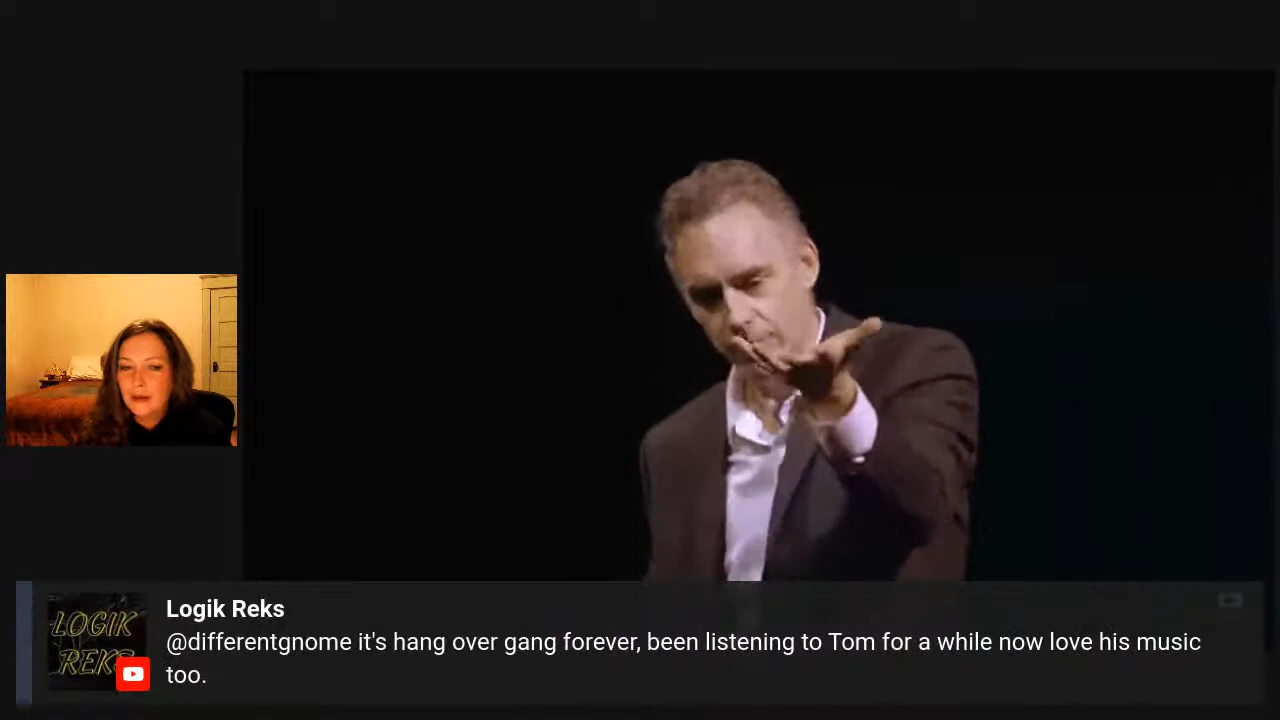 LOGIK
REKS
Logik Reks
@differentgnome it's hang over gang forever, been listening to Tom for a while now love his music
too.